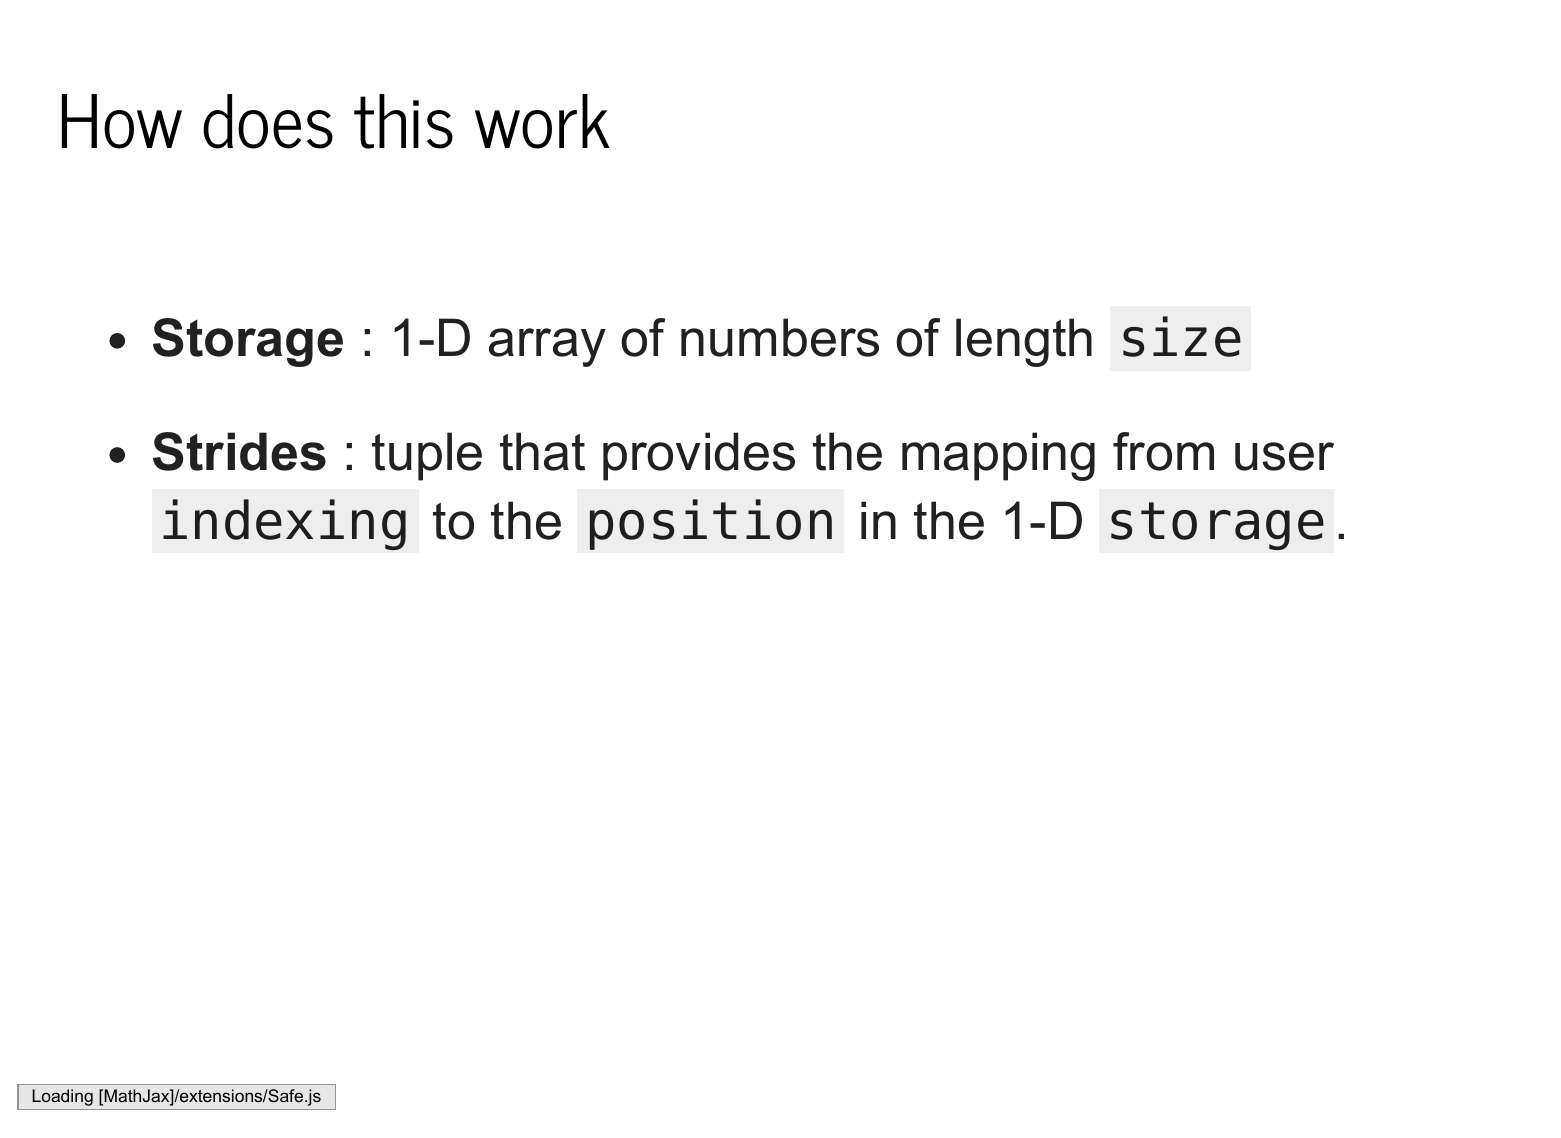 How does this work
• Storage : 1-D array of numbers of length size
• Strides : tuple that provides the mapping from user
indexing to the position in the 1-D storage.
Loading [MathJax]/extensions/Safe.js